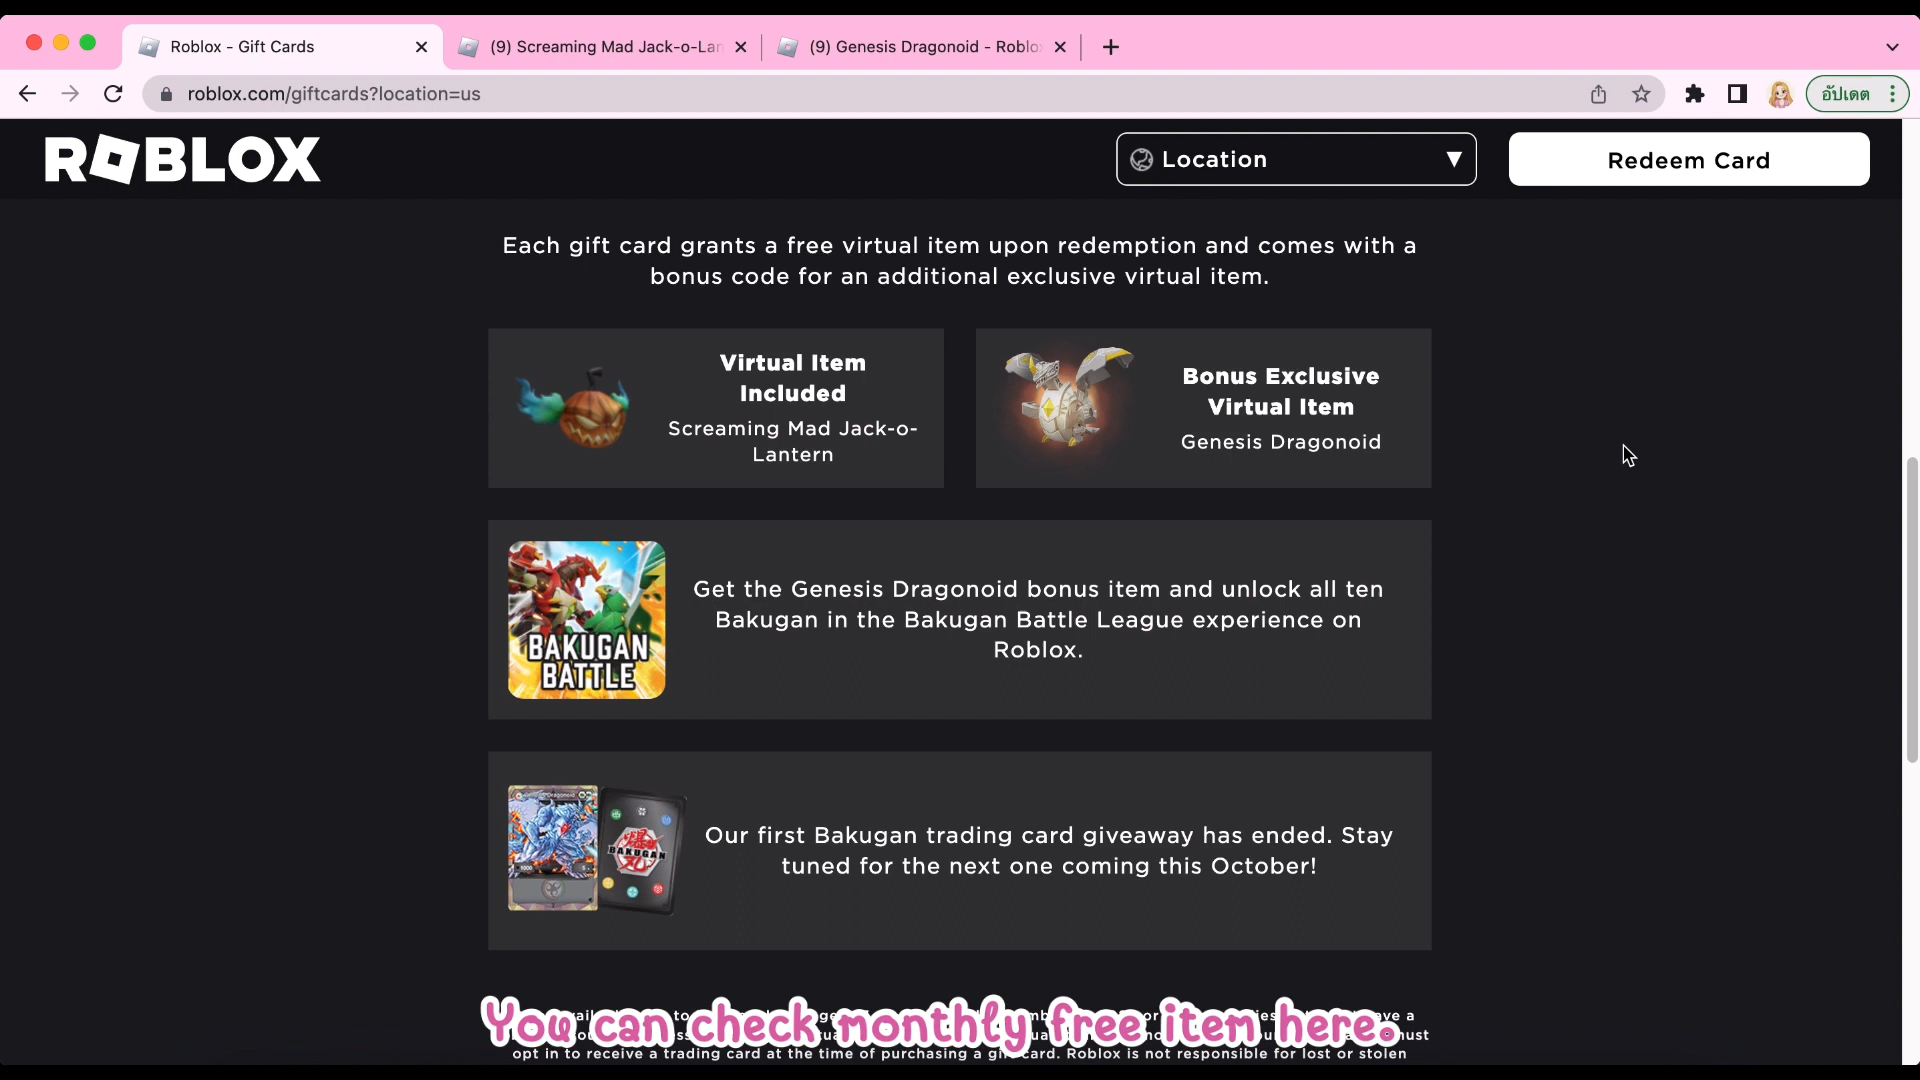 Roblox - Gift Cards
(9) Screaming Mad Jack-o-Lan
(9) Genesis Dragonoid - Roblo
roblox.com/giftcards?location=us
อัปเดต
ROBLOX
Location
Redeem Card
Each gift card grants a free virtual item upon redemption and comes with a
bonus code for an additional exclusive virtual item.
Virtual Item
Included
Screaming Mad Jack-o-
Lantern
Bonus Exclusive
Virtual Item
Genesis Dragonoid
BAKUGAN
BATTLE
Get the Genesis Dragonoid bonus item and unlock all ten
Bakugan in the Bakugan Battle League experience on
Roblox.
BAKUGAN
Our first Bakugan trading card giveaway has ended. Stay
tuned for the next one coming this October!
You can check monthly free item here.
opt in to receive a trading card at the time of purchasing a gift card. Roblox is not responsible for lost or stolen